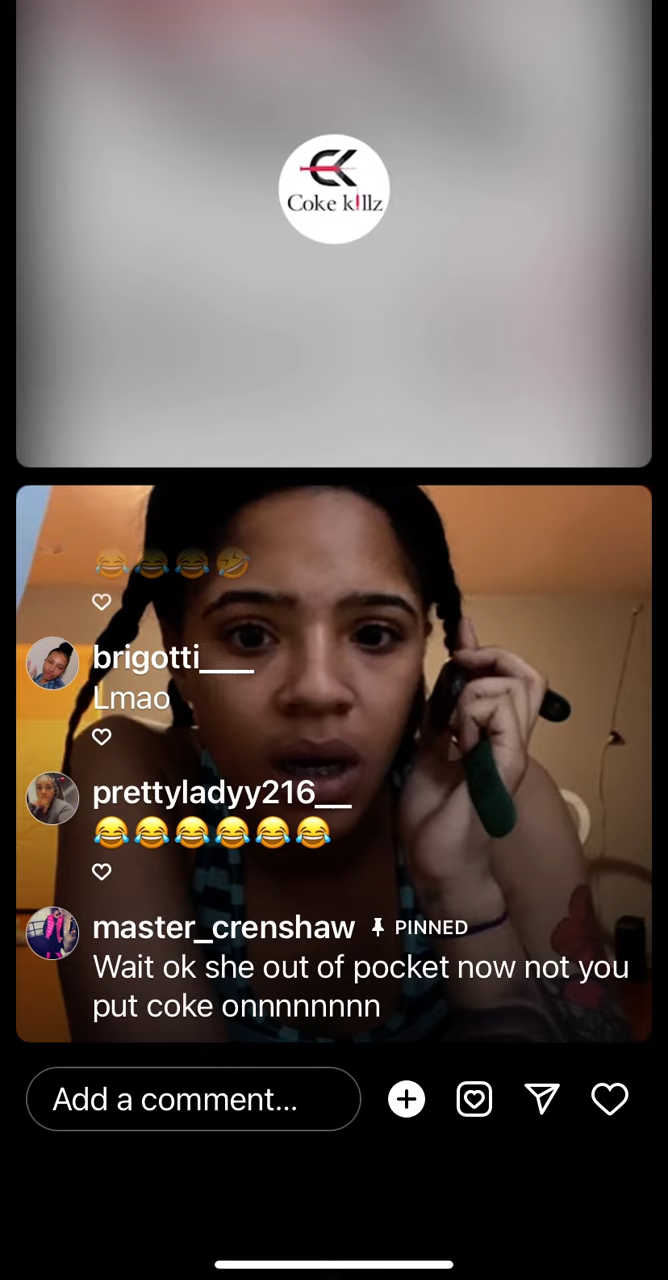 CK
Coke k!llz
😂😂😂🤣
brigotti___
Lmao
prettyladyy216__
😂😂😂😂😂😂
master_crenshaw PINNED
Wait ok she out of pocket now not you
put coke onnnnnnnn
Add a comment...